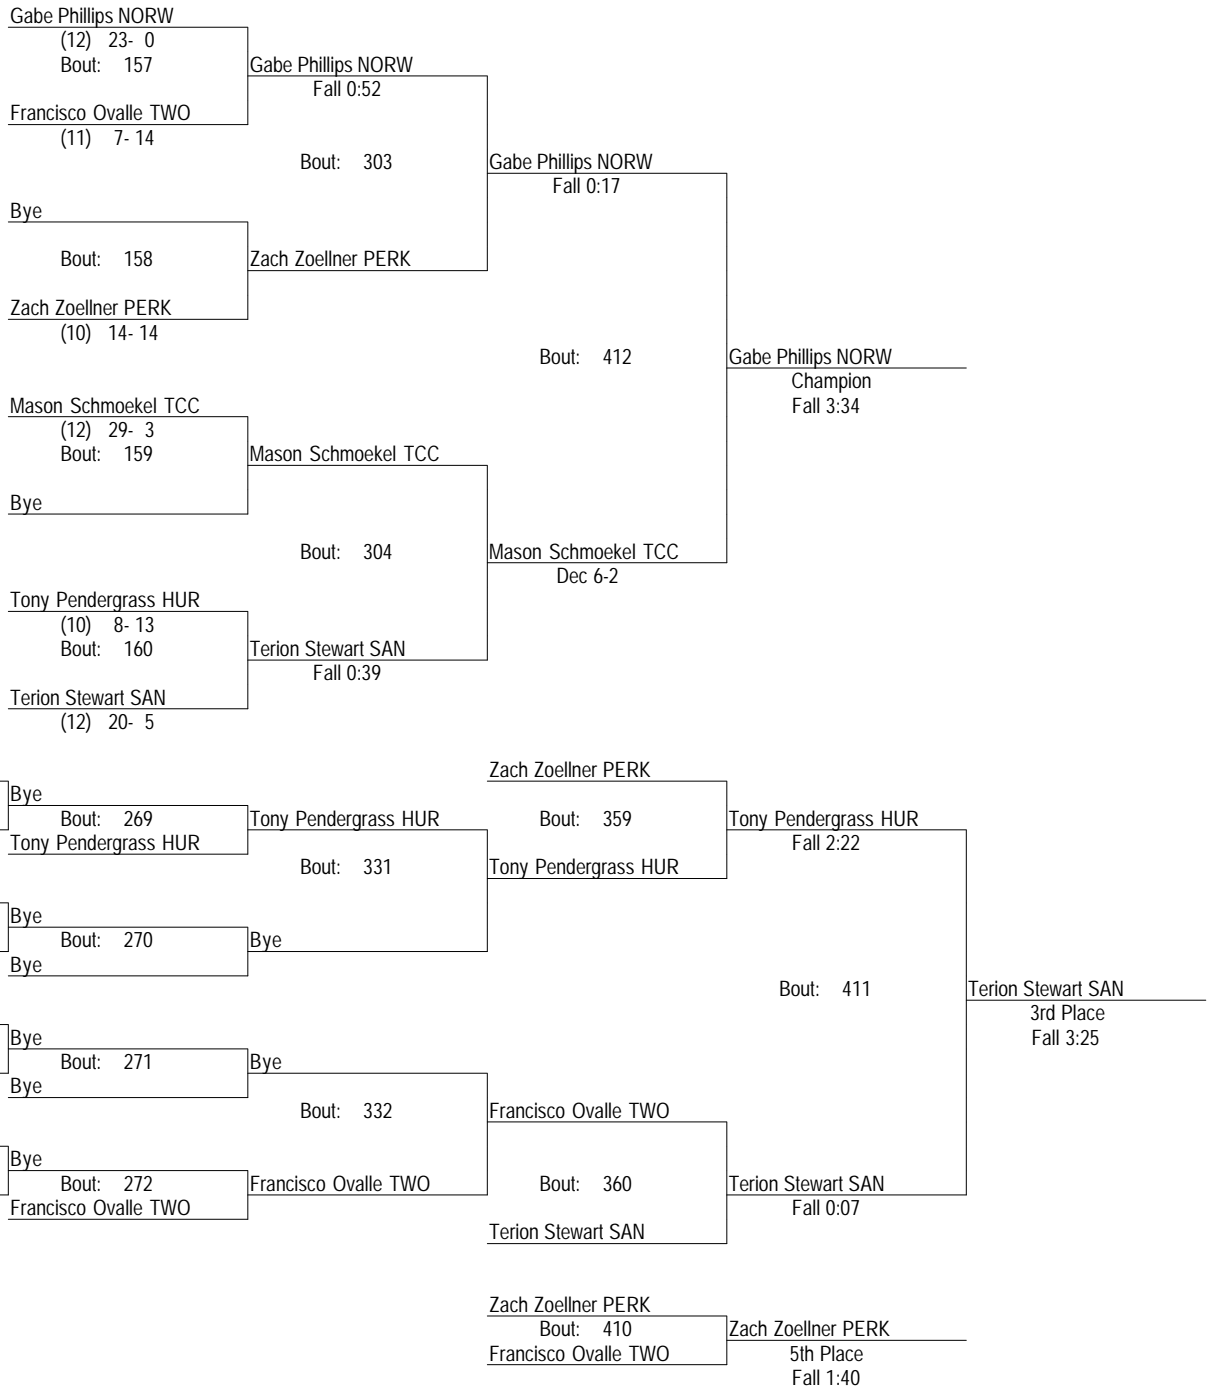 Gabe Phillips NORW
(12) 23- 0
Bout: 157
Gabe Phillips NORW
Fall 0:52
Francisco Ovalle TWO
(11) 7- 14
Bout: 303
Gabe Phillips NORW
Fall 0:17
Bye
Bout: 158
Zach Zoellner PERK
Zach Zoellner PERK
(10) 14- 14
Bout: 412
Gabe Phillips NORW
Champion
Fall 3:34
Mason Schmoekel TCC
(12) 29- 3
Bout: 159
Mason Schmoekel TCC
Bye
Bout: 304
Mason Schmoekel TCC
Dec 6-2
Tony Pendergrass HUR
(10) 8- 13
Bout: 160
Terion Stewart SAN
Fall 0:39
Terion Stewart SAN
(12) 20- 5
Zach Zoellner PERK
Bye
Bout: 269
Tony Pendergrass HUR
Tony Pendergrass HUR
Bout: 359
Tony Pendergrass HUR
Fall 2:22
Bout: 331
Tony Pendergrass HUR
Bye
Bout: 270
Bye
Bye
Bout: 411
Terion Stewart SAN
3rd Place
Fall 3:25
Bye
Bout: 271
Bye
Bye
Bout: 332
Francisco Ovalle TWO
Bye
Bout: 272
Francisco Ovalle TWO
Francisco Ovalle TWO
Bout: 360
Terion Stewart SAN
Fall 0:07
Terion Stewart SAN
Zach Zoellner PERK
Bout: 410
Zach Zoellner PERK
Francisco Ovalle TWO
5th Place
Fall 1:40